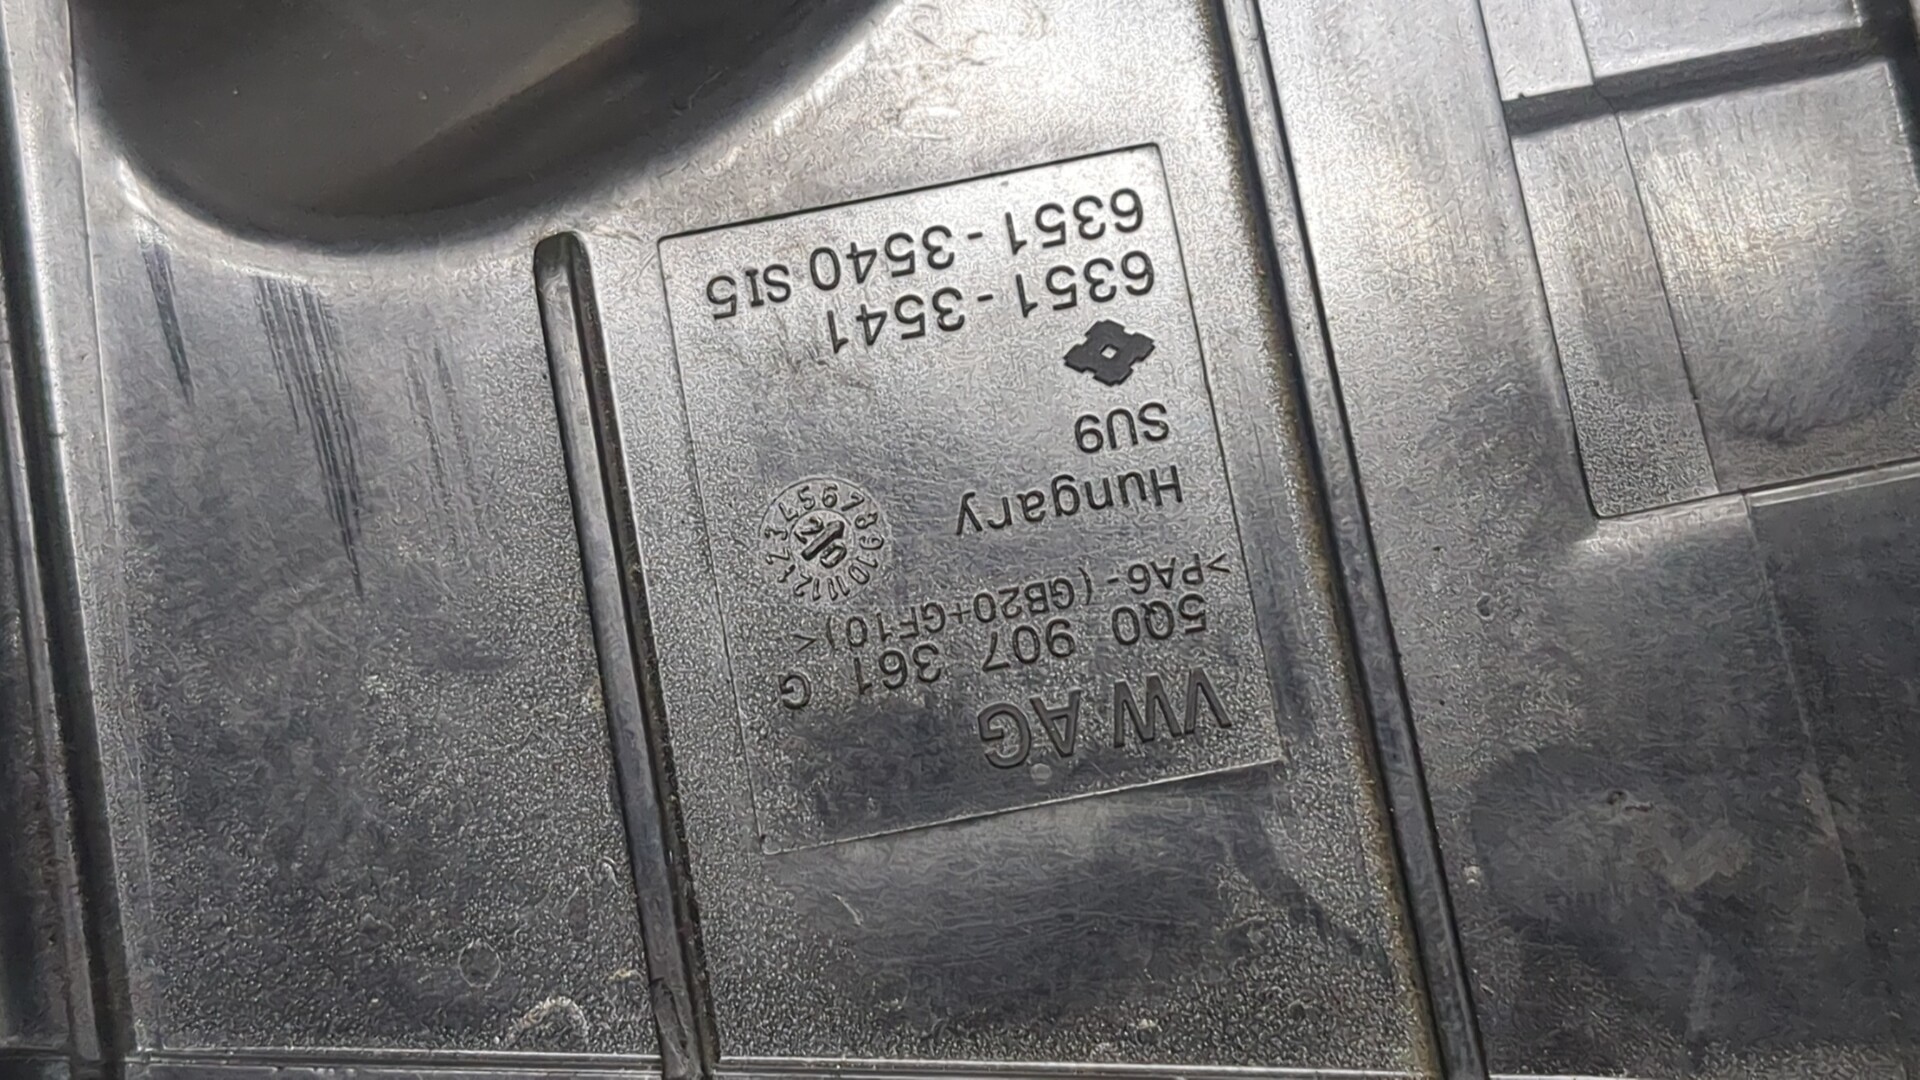 VW AG
5Q0 907 361 G
>PA6-(GB20+GF10)<
Hungary
SU9
6351-3541
6351-3540 SI5